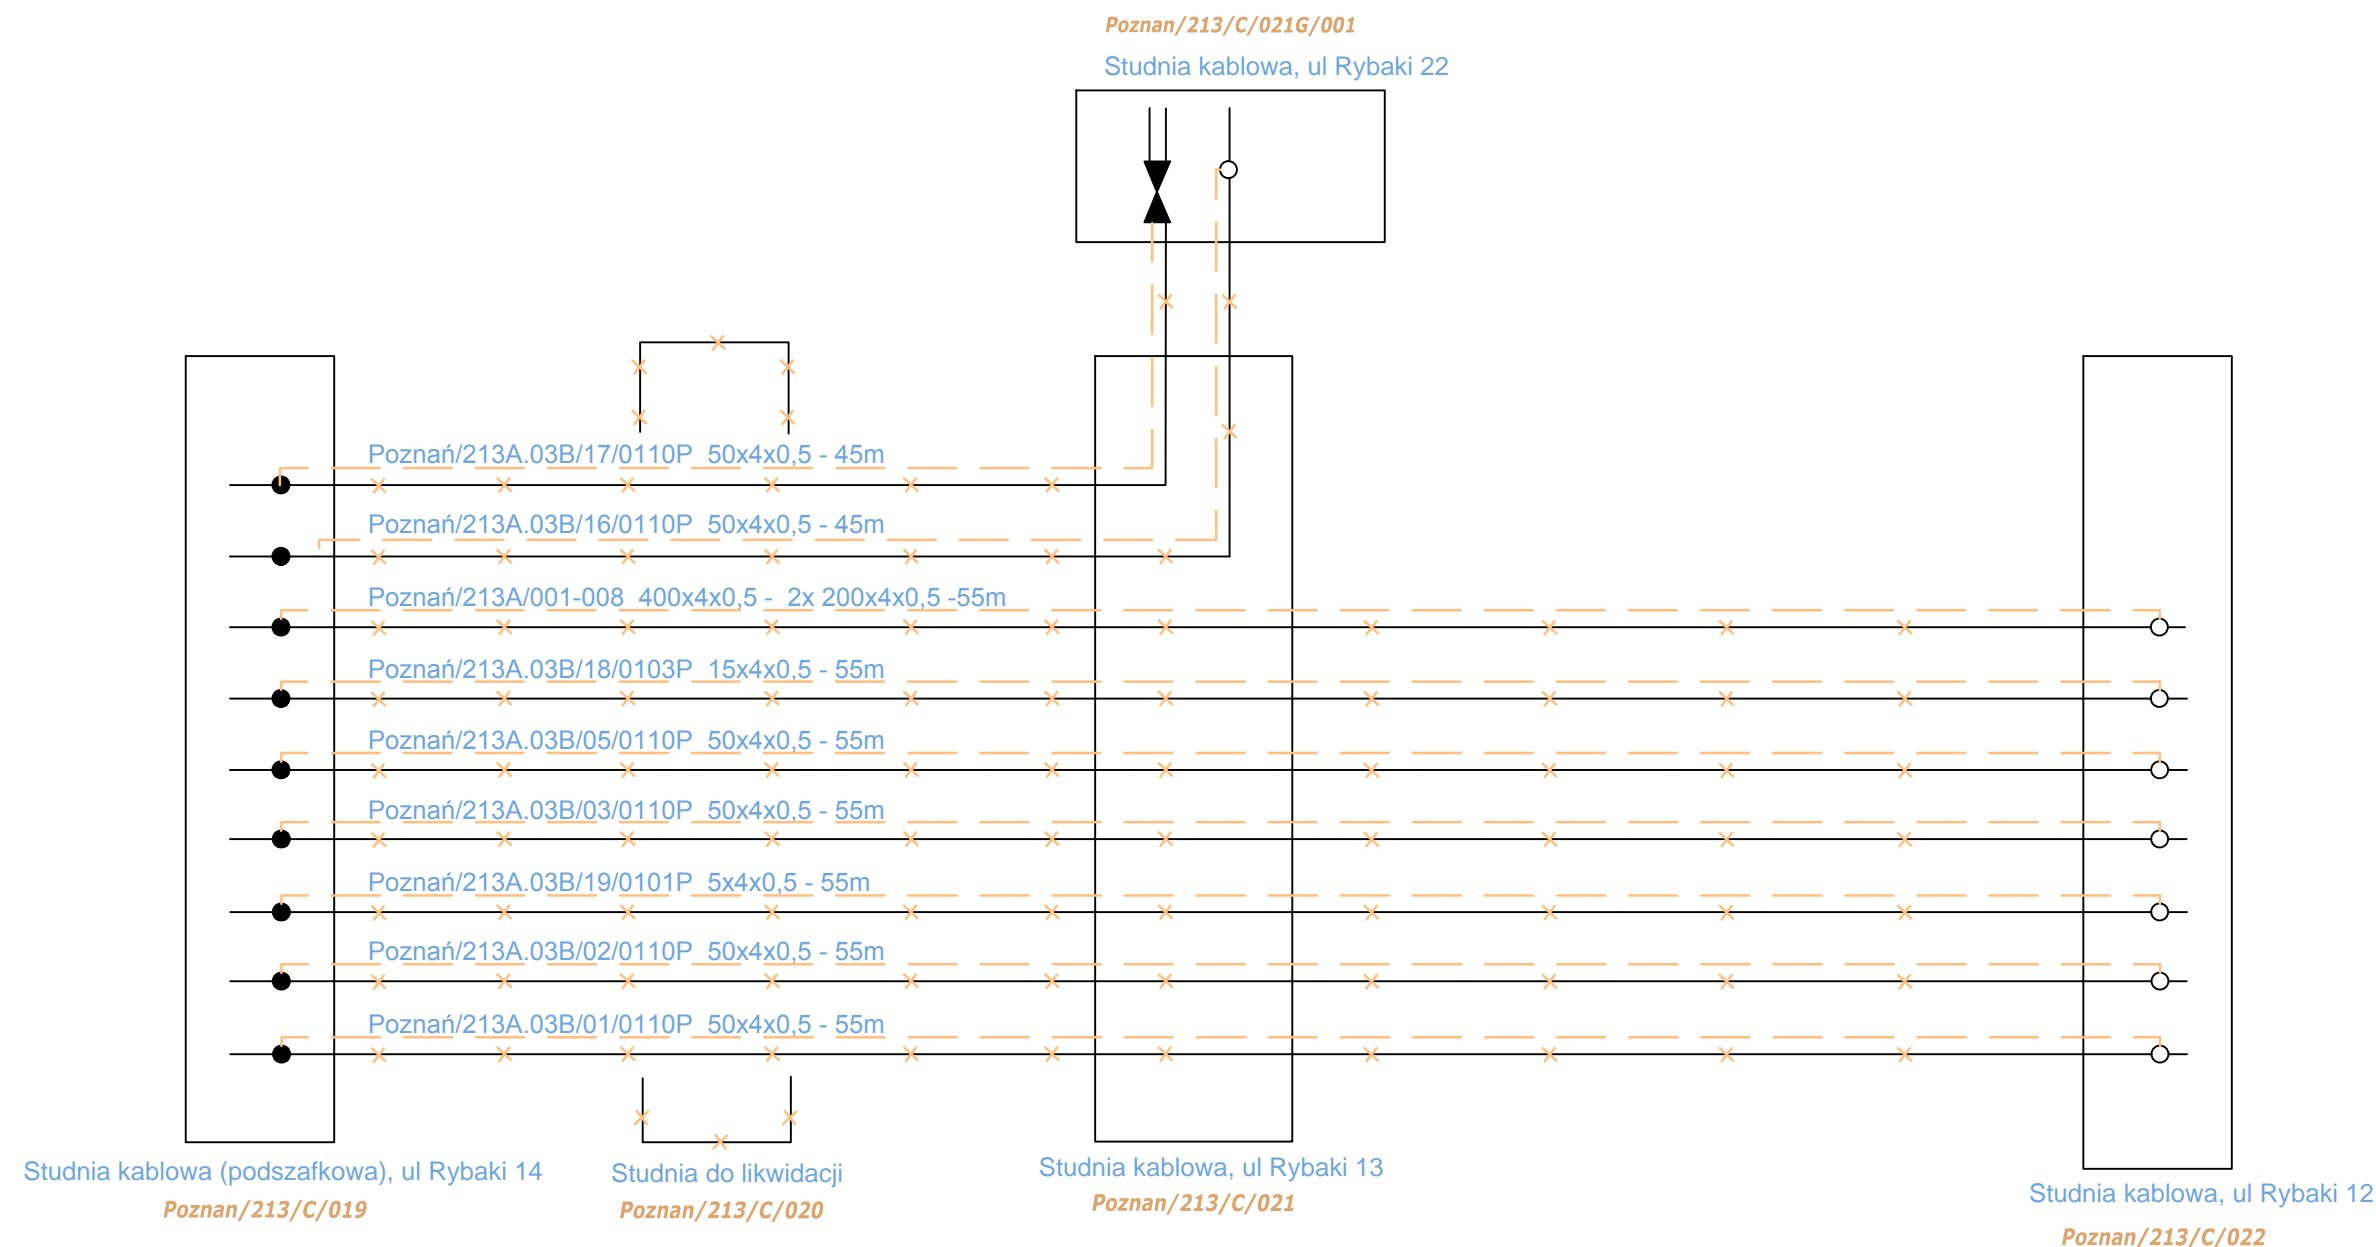 Poznan/213/C/021G/001
Studnia kablowa, ul Rybaki 22
Poznań/213A.03B/17/0110P  50x4x0,5 - 45m
Poznań/213A.03B/16/0110P  50x4x0,5 - 45m
Poznań/213A/001-008  400x4x0,5 -  2x 200x4x0,5 -55m
Poznań/213A.03B/18/0103P  15x4x0,5 - 55m
Poznań/213A.03B/05/0110P  50x4x0,5 - 55m
Poznań/213A.03B/03/0110P  50x4x0,5 - 55m
Poznań/213A.03B/19/0101P  5x4x0,5 - 55m
Poznań/213A.03B/02/0110P  50x4x0,5 - 55m
Poznań/213A.03B/01/0110P  50x4x0,5 - 55m
Studnia kablowa (podszafkowa), ul Rybaki 14
Poznan/213/C/019
Studnia do likwidacji
Poznan/213/C/020
Studnia kablowa, ul Rybaki 13
Poznan/213/C/021
Studnia kablowa, ul Rybaki 12
Poznan/213/C/022